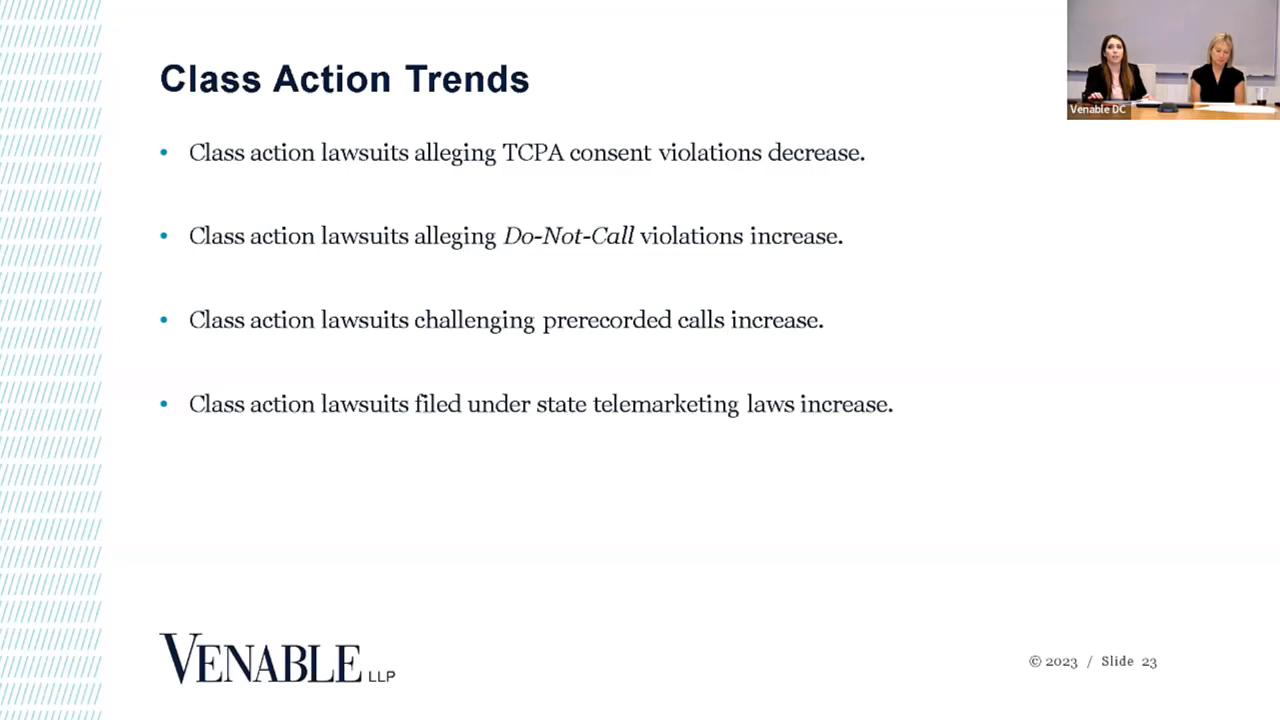 Class Action Trends
Venable DC
• Class action lawsuits alleging TCPA consent violations decrease.
• Class action lawsuits alleging Do-Not-Call violations increase.
• Class action lawsuits challenging prerecorded calls increase.
• Class action lawsuits filed under state telemarketing laws increase.
VENABLE LLP
© 2023 / Slide 23